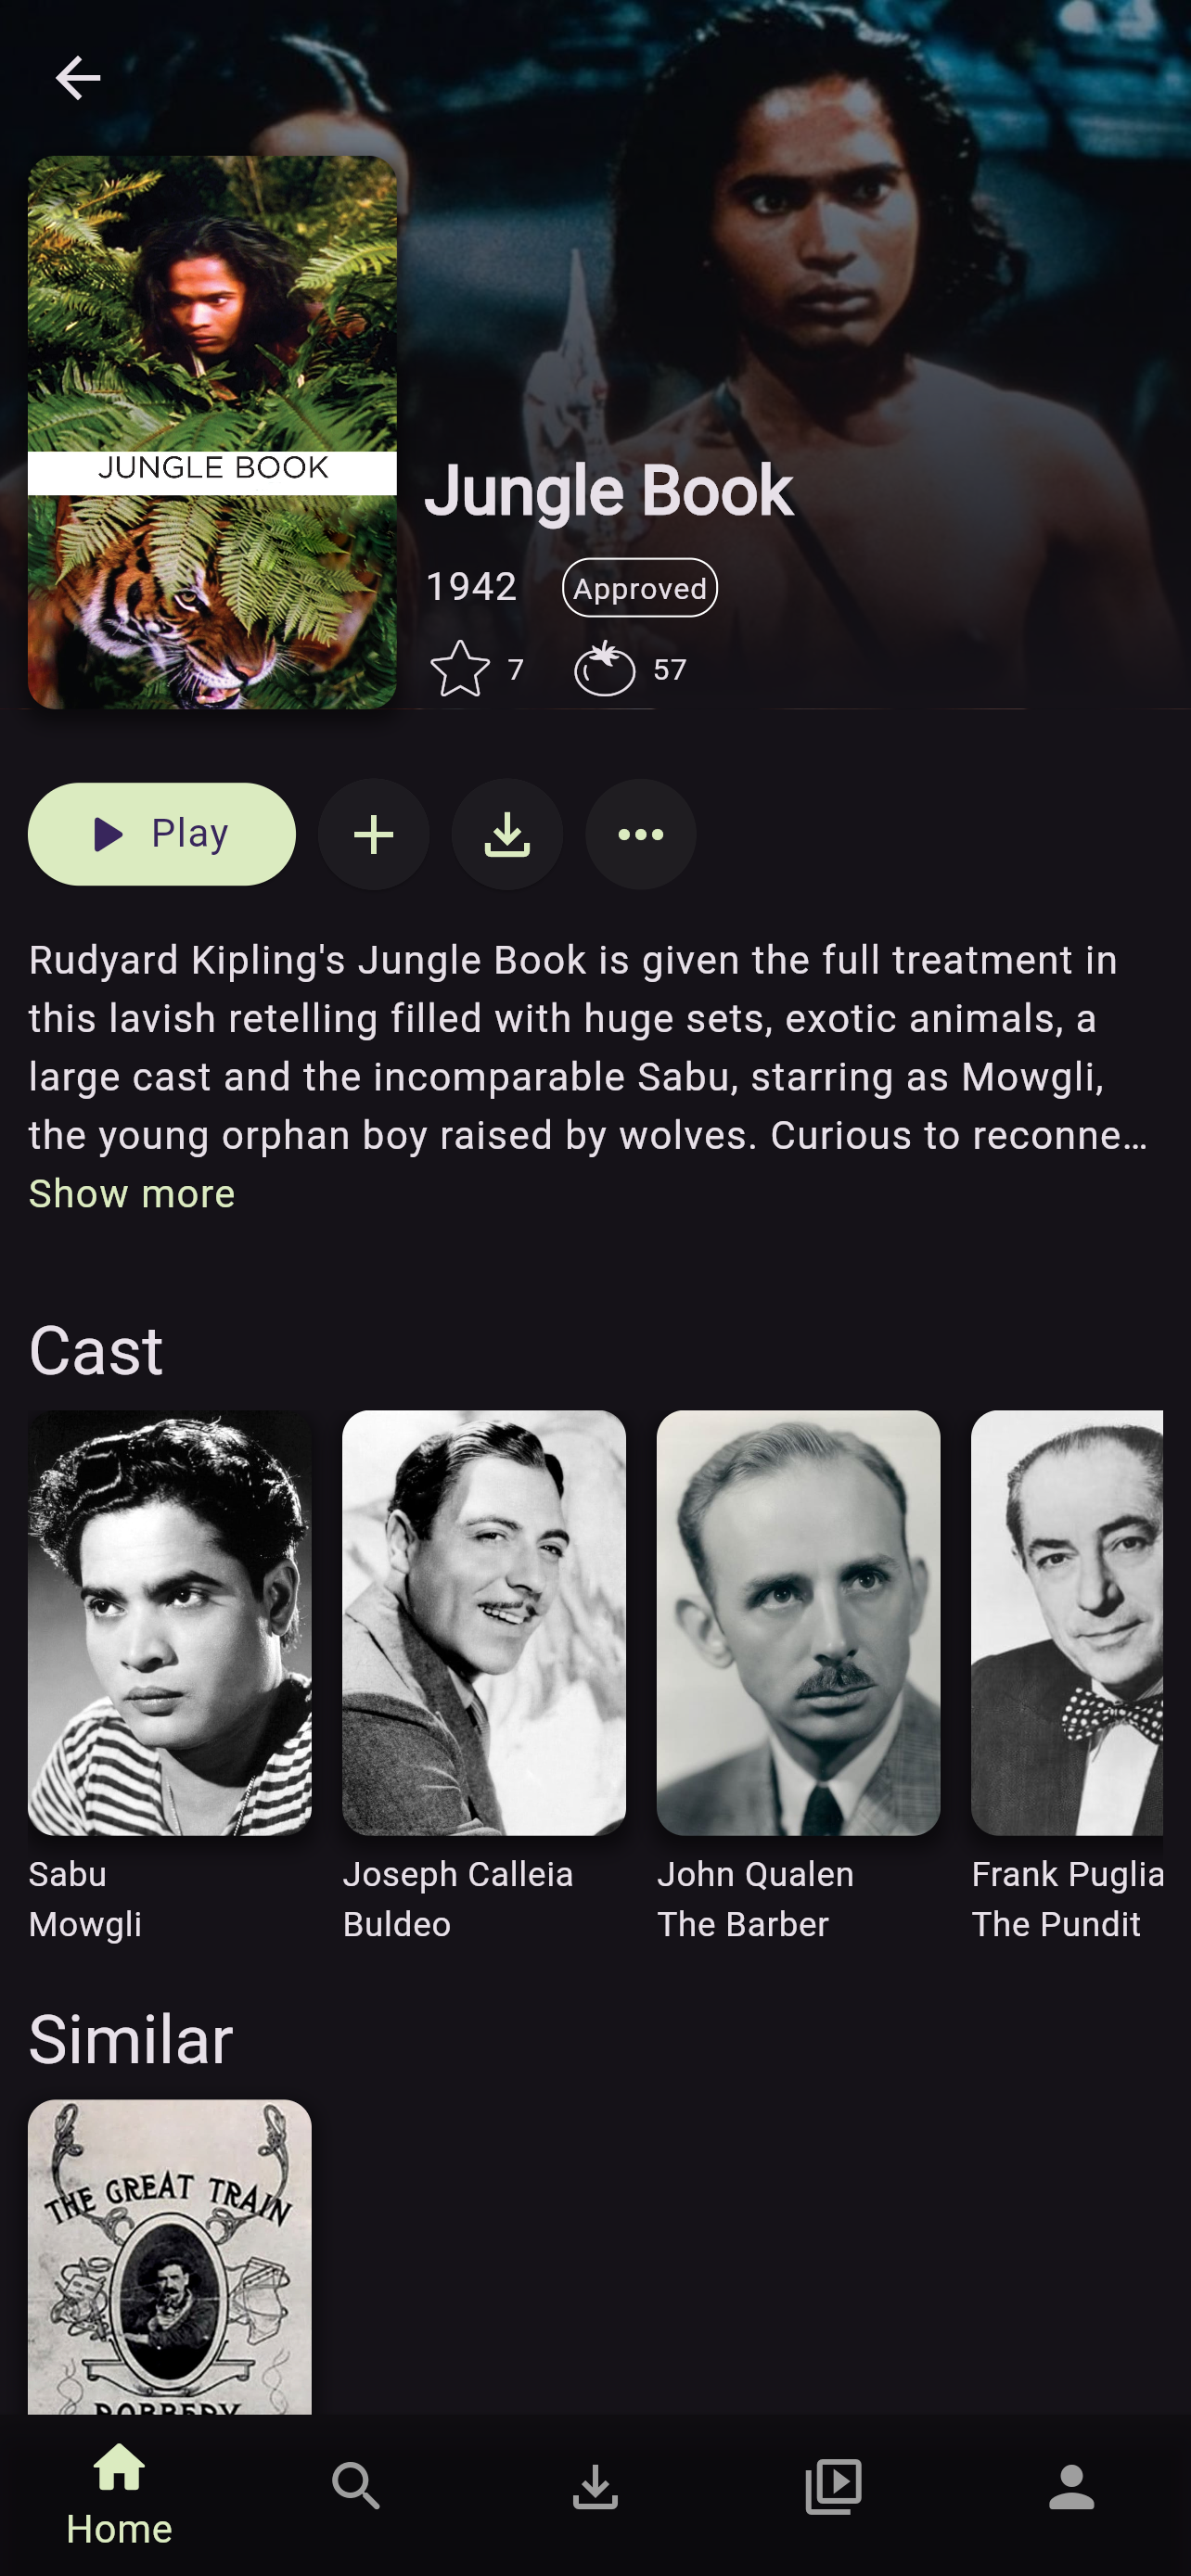 JUNGLE BOOK
Jungle Book
1942 Approved
7 57
Play
Rudyard Kipling's Jungle Book is given the full treatment in
this lavish retelling filled with huge sets, exotic animals, a
large cast and the incomparable Sabu, starring as Mowgli,
the young orphan boy raised by wolves. Curious to reconne…
Show more
Cast
Sabu
Mowgli
Joseph Calleia
Buldeo
John Qualen
The Barber
Frank Puglia
The Pundit
Similar
THE GREAT TRAIN
ROBBERY
Home